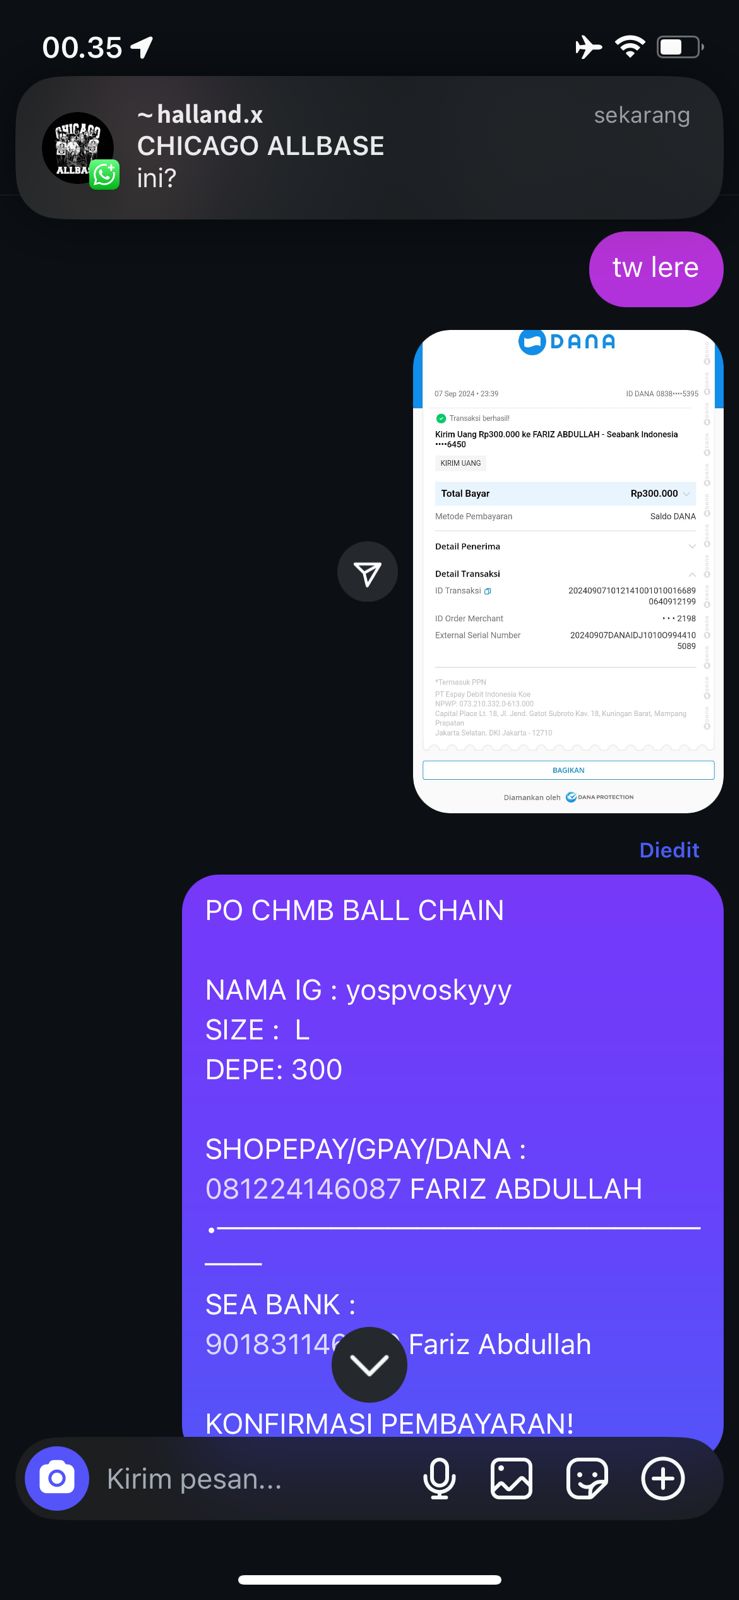 00.35
~halland.x
sekarang
CHICAGO ALLBASE
ini?
CHICAGO
tw lere
DANA
07 Sep 2024 • 23:39
ID DANA 0838••••5395
Transaksi berhasil!
Kirim Uang Rp300.000 ke FARIZ ABDULLAH - Seabank Indonesia
••••6450
KIRIM UANG
Total Bayar
Rp300.000
Metode Pembayaran
Saldo DANA
Detail Penerima
Detail Transaksi
ID Transaksi
20240907101214100101001668​9
0640912199
ID Order Merchant
• • • 2198
External Serial Number
20240907DANAIDJ1010O994410
5089
*Termasuk PPN
PT Espay Debit Indonesia Koe
NPWP: 073.210.332.0-613.000
Capital Place Lt. 18, Jl. Jend. Gatot Subroto Kav. 18, Kuningan Barat, Mampang
Prapatan
Jakarta Selatan, DKI Jakarta - 12710
BAGIKAN
Diamankan oleh DANA PROTECTION
Diedit
PO CHMB BALL CHAIN
NAMA IG : yospvoskyyy
SIZE : L
DEPE: 300
SHOPEPAY/GPAY/DANA :
081224146087 FARIZ ABDULLAH
SEA BANK :
Fariz Abdullah
KONFIRMASI PEMBAYARAN!
Kirim pesan...